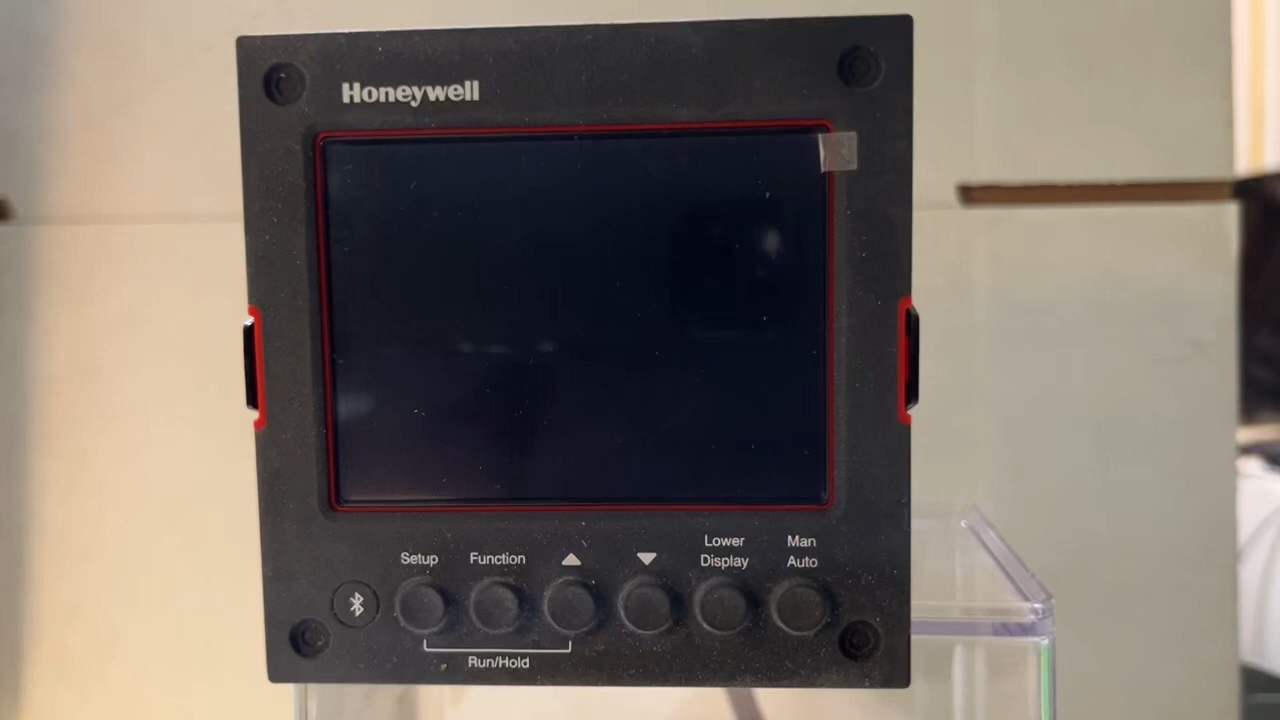 Honeywell
Setup
Function
Lower
Display
Man
Auto
Run/Hold